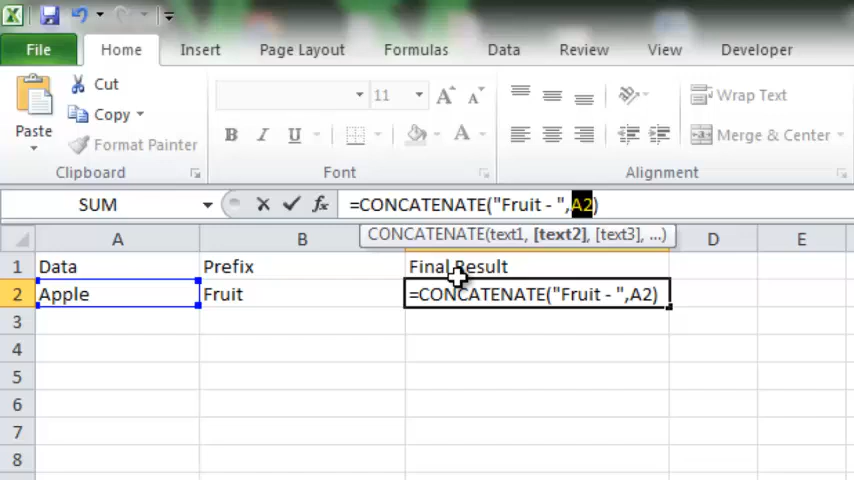 File Home Insert Page Layout Formulas Data Review View Developer
Paste
Cut
Copy
Format Painter
Clipboard
11 A A
B I U A
Font
Wrap Text
Merge & Center
Alignment
SUM fx =CONCATENATE("Fruit - ",A2)
CONCATENATE(text1, [text2], [text3], ...)
A B D E
1 Data Prefix Final Result
2 Apple Fruit =CONCATENATE("Fruit - ",A2)
3
4
5
6
7
8